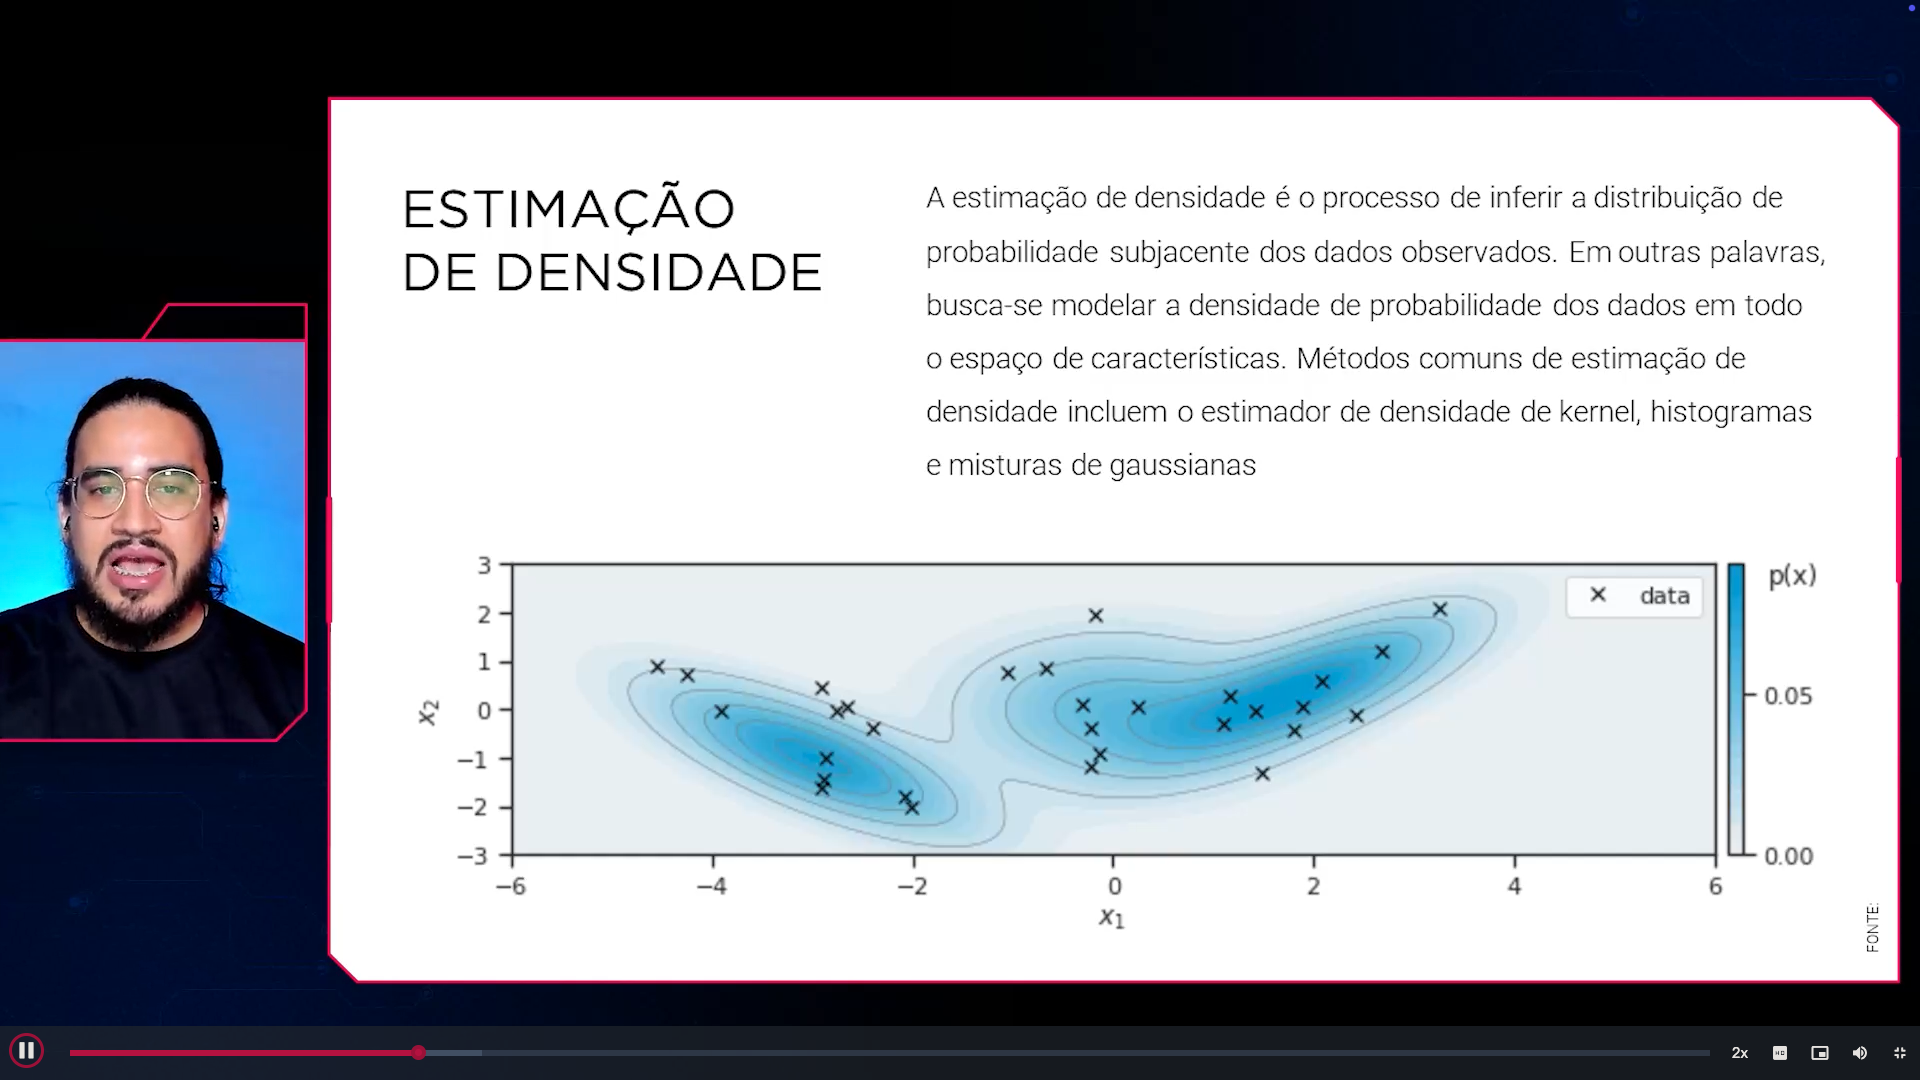 ESTIMAÇÃO
DE DENSIDADE
A estimação de densidade é o processo de inferir a distribuição de
probabilidade subjacente dos dados observados. Em outras palavras,
busca-se modelar a densidade de probabilidade dos dados em todo
o espaço de características. Métodos comuns de estimação de
densidade incluem o estimador de densidade de kernel, histogramas
e misturas de gaussianas
3
2
1
0
−1
−2
−3
x2
−6
−4
−2
0
2
4
6
x1
data
p(x)
0.05
0.00
FONTE:
2x
HD